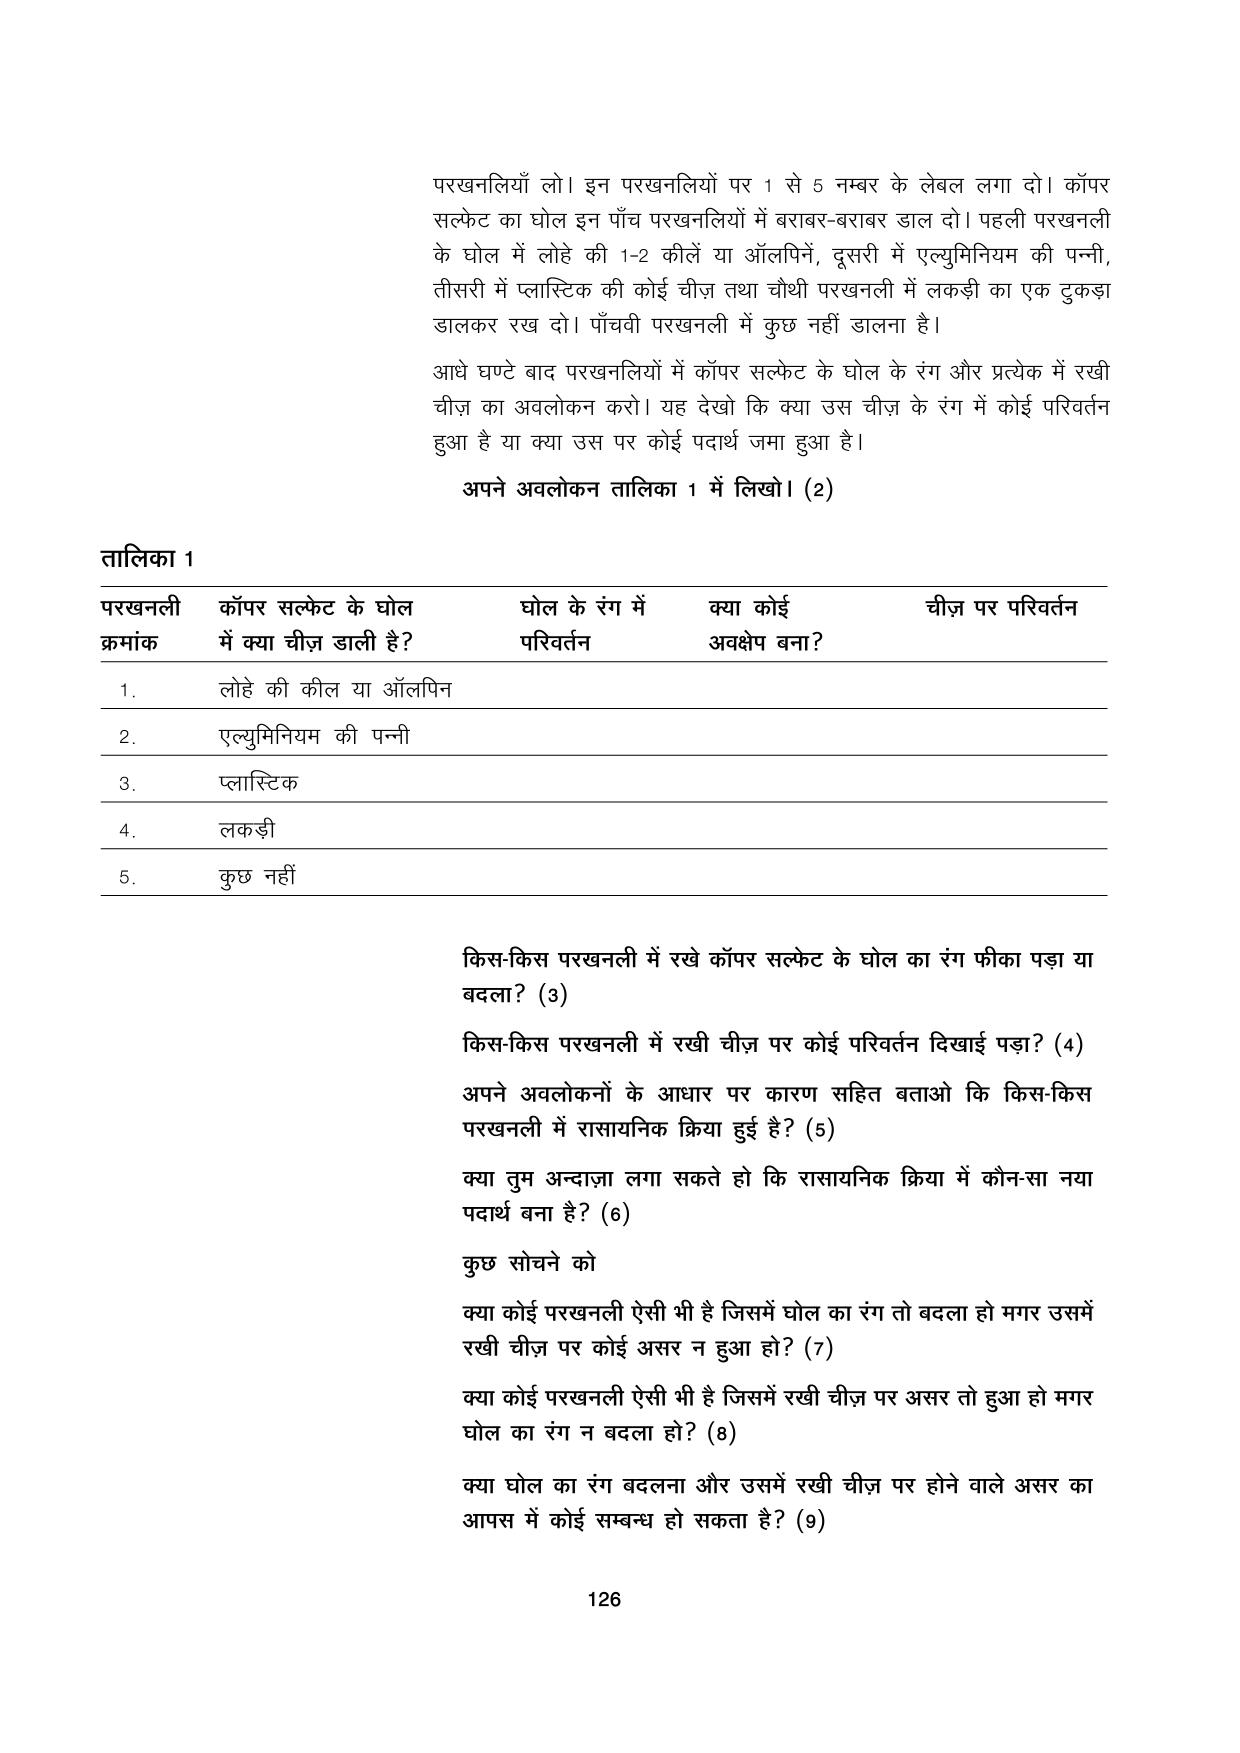 परखनलियाँ लो। इन परखनलियों पर 1 से 5 नम्बर के लेबल लगा दो। कॉपर
सल्फेट का घोल इन पाँच परखनलियों में बराबर-बराबर डाल दो। पहली परखनली
के घोल में लोहे की 1-2 कीलें या ऑलपिनें, दूसरी में एल्युमिनियम की पन्नी,
तीसरी में प्लास्टिक की कोई चीज़ तथा चौथी परखनली में लकड़ी का एक टुकड़ा
डालकर रख दो। पाँचवी परखनली में कुछ नहीं डालना है।
आधे घण्टे बाद परखनलियों में कॉपर सल्फेट के घोल के रंग और प्रत्येक में रखी
चीज़ का अवलोकन करो। यह देखो कि क्या उस चीज़ के रंग में कोई परिवर्तन
हुआ है या क्या उस पर कोई पदार्थ जमा हुआ है।
अपने अवलोकन तालिका 1 में लिखो। (2)
तालिका 1
परखनली कॉपर सल्फेट के घोल घोल के रंग में क्या कोई चीज़ पर परिवर्तन
क्रमांक में क्या चीज़ डाली है? परिवर्तन अवक्षेप बना?
1. लोहे की कील या ऑलपिन
2. एल्युमिनियम की पन्नी
3. प्लास्टिक
4. लकड़ी
5. कुछ नहीं
किस-किस परखनली में रखे कॉपर सल्फेट के घोल का रंग फीका पड़ा या
बदला? (3)
किस-किस परखनली में रखी चीज़ पर कोई परिवर्तन दिखाई पड़ा? (4)
अपने अवलोकनों के आधार पर कारण सहित बताओ कि किस-किस
परखनली में रासायनिक क्रिया हुई है? (5)
क्या तुम अन्दाज़ा लगा सकते हो कि रासायनिक क्रिया में कौन-सा नया
पदार्थ बना है? (6)
कुछ सोचने को
क्या कोई परखनली ऐसी भी है जिसमें घोल का रंग तो बदला हो मगर उसमें
रखी चीज़ पर कोई असर न हुआ हो? (7)
क्या कोई परखनली ऐसी भी है जिसमें रखी चीज़ पर असर तो हुआ हो मगर
घोल का रंग न बदला हो? (8)
क्या घोल का रंग बदलना और उसमें रखी चीज़ पर होने वाले असर का
आपस में कोई सम्बन्ध हो सकता है? (9)
126